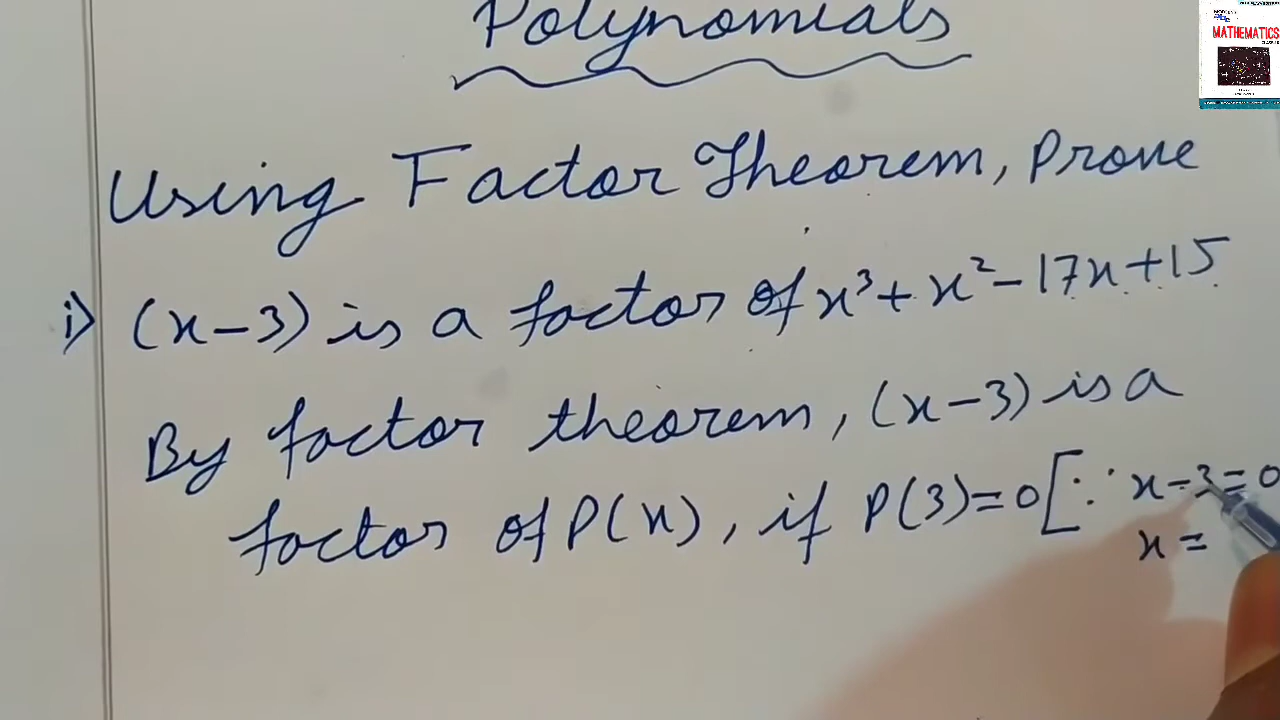 Polynomials
Using Factor Theorem, Prove
i) (x-3) is a factor of x³+x²-17x+15
By factor theorem, (x-3) is a
factor of P(x), if P(3)=0 [∵ x-3=0
x=
MATHEMATICS